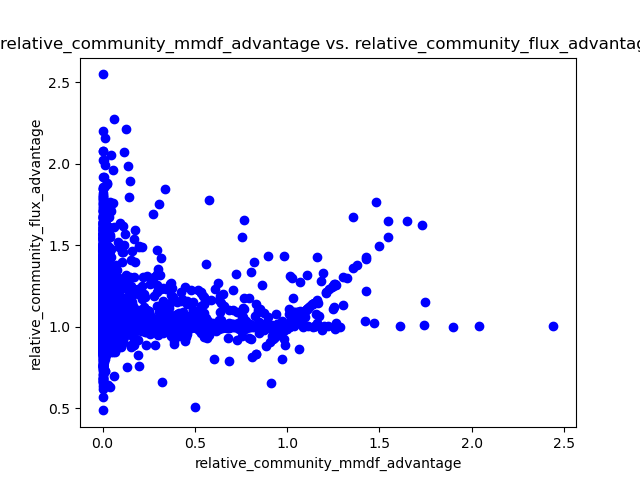 relative_community_mmdf_advantage vs. relative_community_flux_advantag
2.5
2.0
1.5
1.0
0.5
relative_community_flux_advantage
0.0 0.5 1.0 1.5 2.0 2.5
relative_community_mmdf_advantage